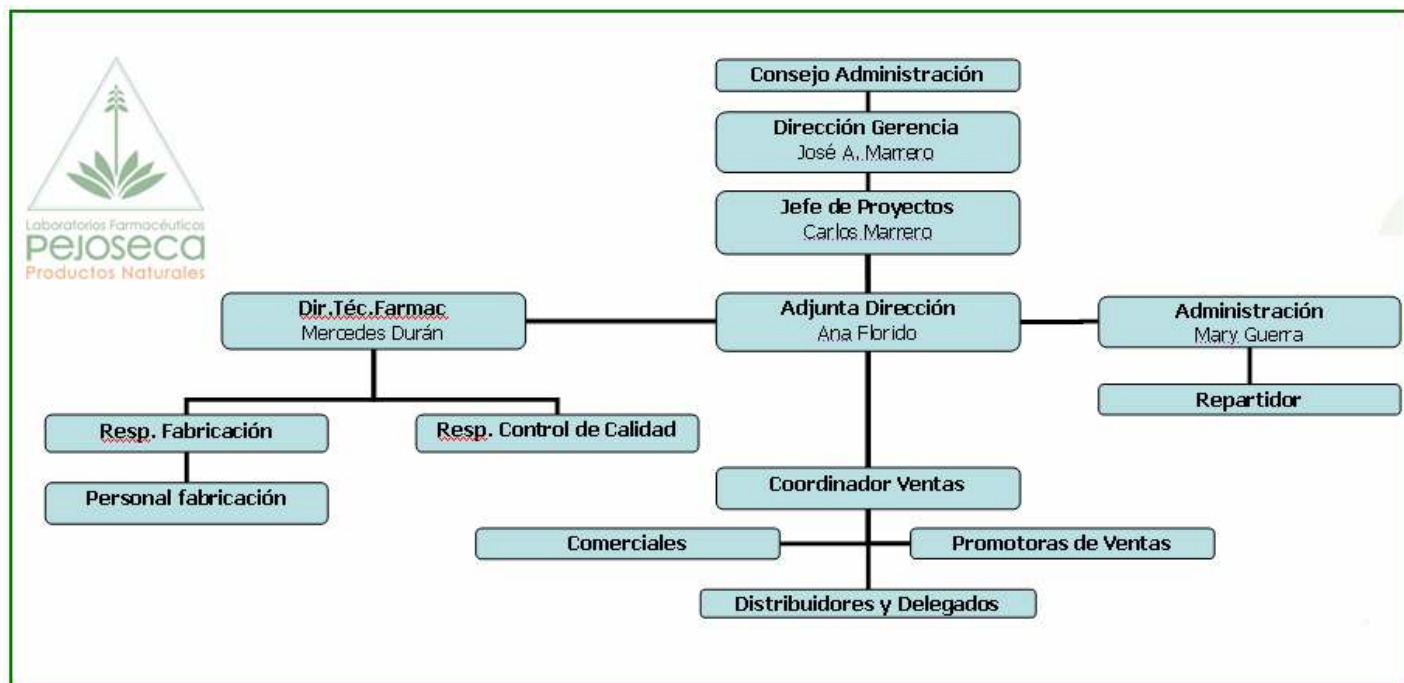 Consejo Administración
Dirección Gerencia
José A. Marrero
Laboratorios Farmacéuticos
Pejoseca
Productos Naturales
Jefe de Proyectos
Carlos Marrero
Dir.Téc.Farmac
Mercedes Durán
Adjunta Dirección
Ana Florido
Administración
Mary Guerra
Repartidor
Resp. Fabricación
Resp. Control de Calidad
Personal fabricación
Coordinador Ventas
Comerciales
Promotoras de Ventas
Distribuidores y Delegados